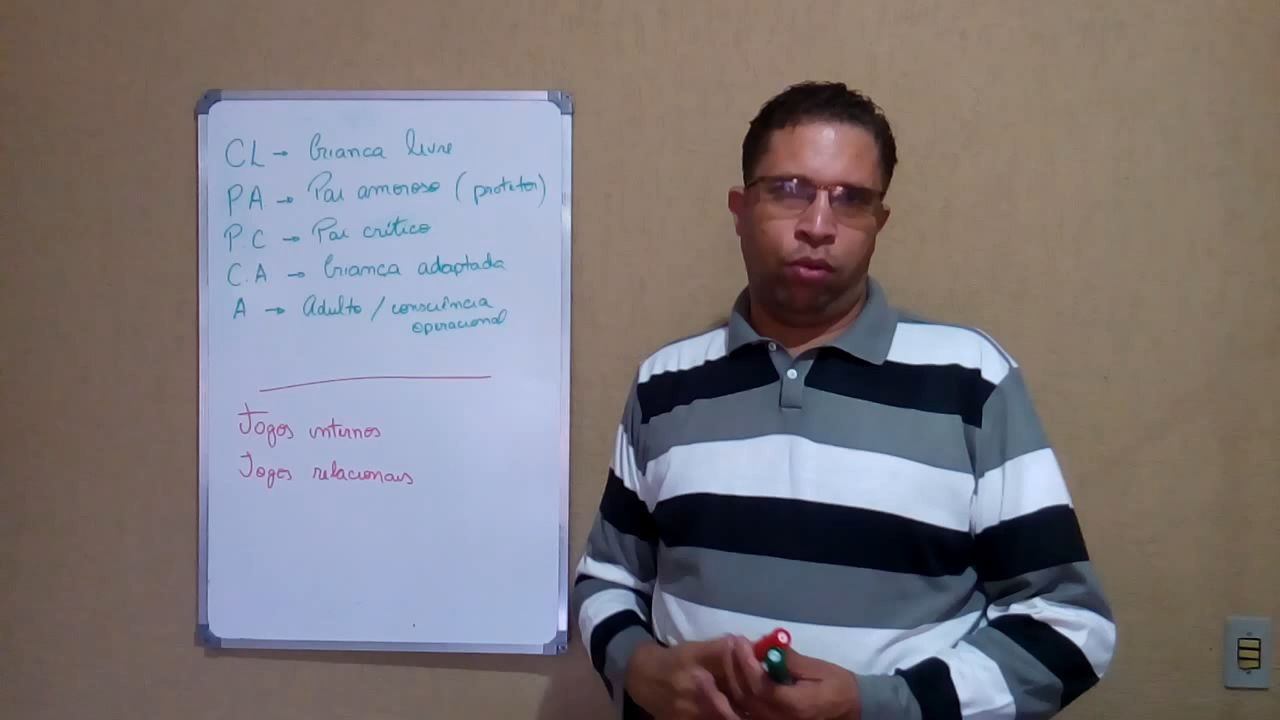 CL → Criança livre
PA → Pai amoroso (protetor)
P.C → Pai crítico
C.A → Criança adaptada
A → Adulto / consciência
operacional
Jogos internos
Jogos relacionais